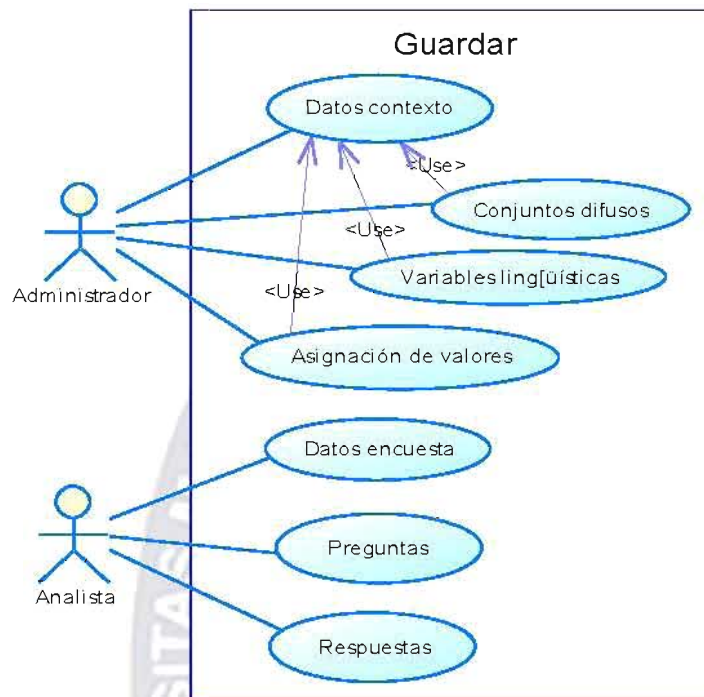 Guardar
Datos contexto
<Use>
Conjuntos difusos
<Use>
Variables ling[üísticas
Administrador
<Use>
Asignación de valores
Datos encuesta
Preguntas
Analista
Respuestas
SITAS